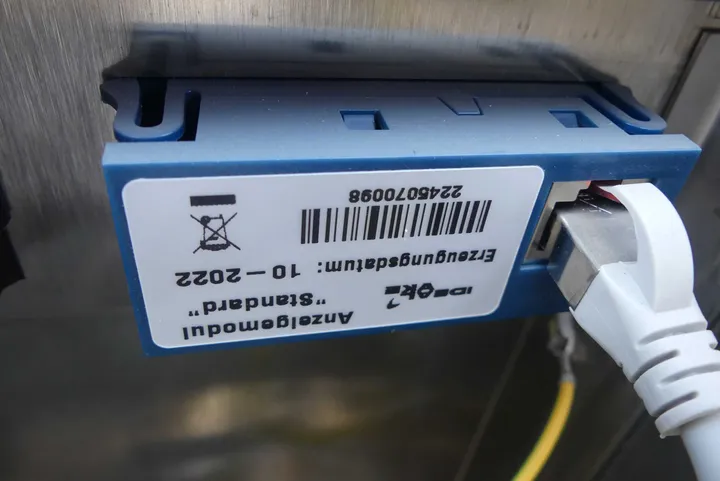 Anzeigemodul
"Standard"
Erzeugungsdatum: 10-2022
2245070098